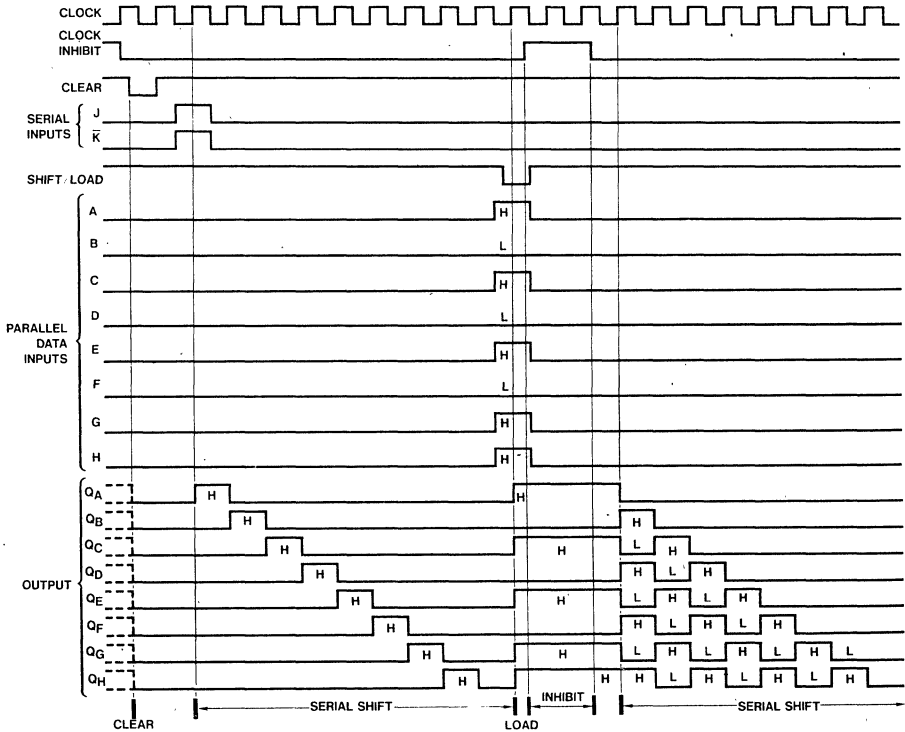 CLOCK
CLOCK
INHIBIT
CLEAR
SERIAL
INPUTS
J
K̅
SHIFT/LOAD
PARALLEL
DATA
INPUTS
A H
B L
C H
D L
E H
F L
G H
H H
OUTPUT
QA H H
QB H H
QC H H L H
QD H H L H
QE H H L H L H
QF H H L H L H
QG H H L H L H L H L
QH H H H L H L H L H
CLEAR
SERIAL SHIFT
LOAD
INHIBIT
SERIAL SHIFT